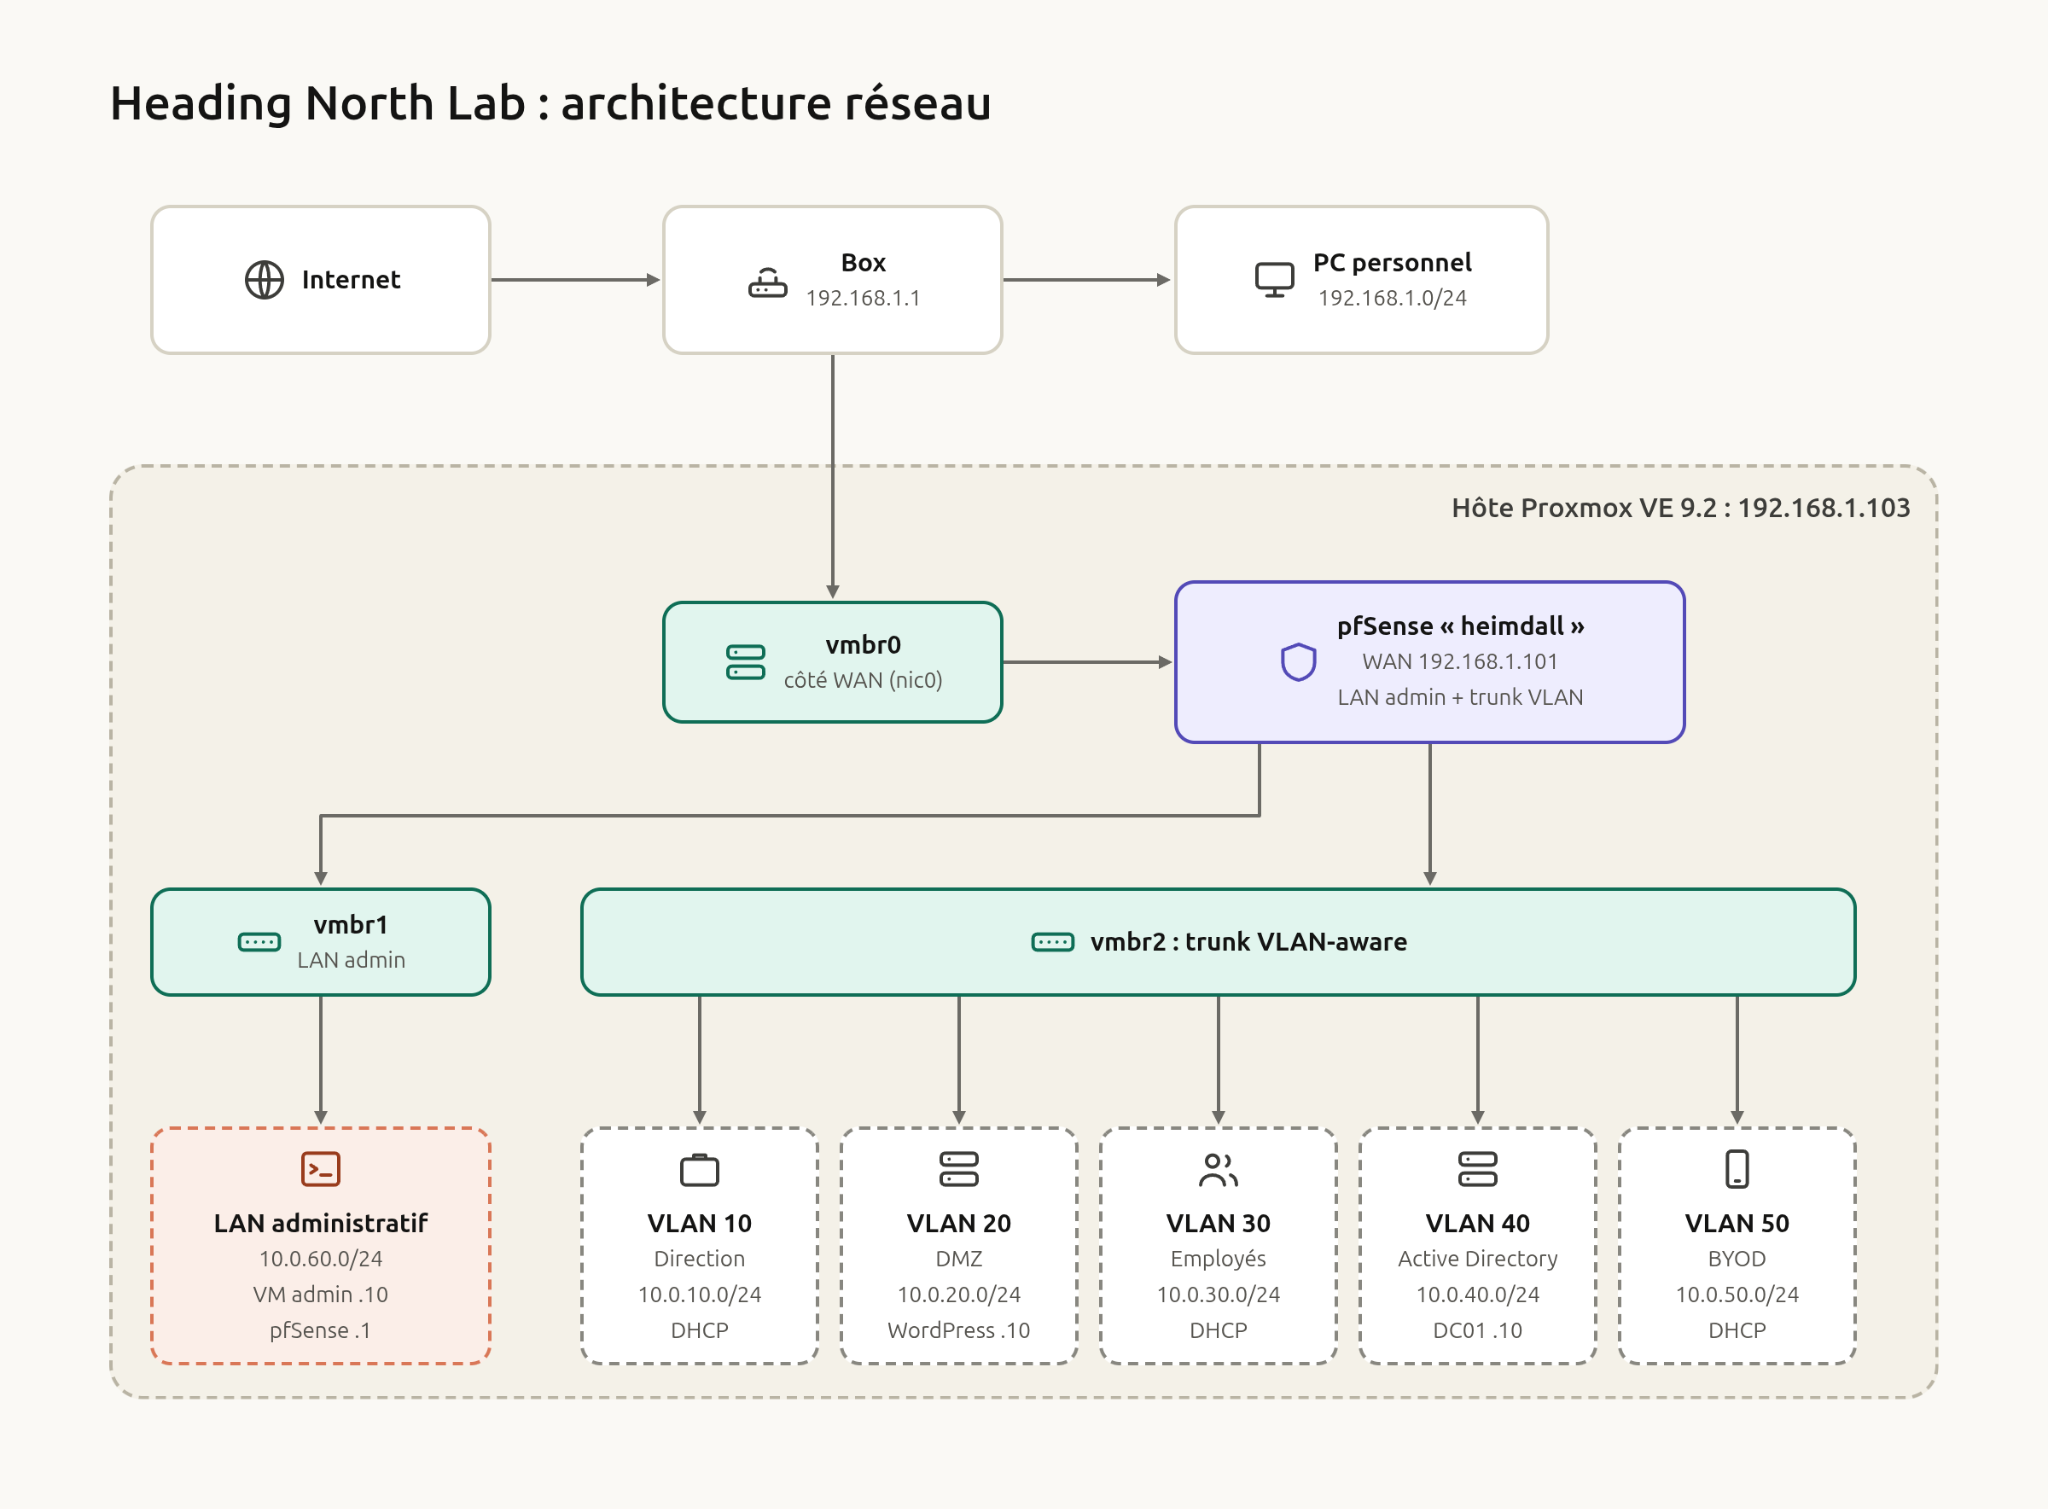 Heading North Lab : architecture réseau
Internet
Box
192.168.1.1
PC personnel
192.168.1.0/24
Hôte Proxmox VE 9.2 : 192.168.1.103
vmbr0
côté WAN (nic0)
pfSense « heimdall »
WAN 192.168.1.101
LAN admin + trunk VLAN
vmbr1
LAN admin
vmbr2 : trunk VLAN-aware
LAN administratif
10.0.60.0/24
VM admin .10
pfSense .1
VLAN 10
Direction
10.0.10.0/24
DHCP
VLAN 20
DMZ
10.0.20.0/24
WordPress .10
VLAN 30
Employés
10.0.30.0/24
DHCP
VLAN 40
Active Directory
10.0.40.0/24
DC01 .10
VLAN 50
BYOD
10.0.50.0/24
DHCP